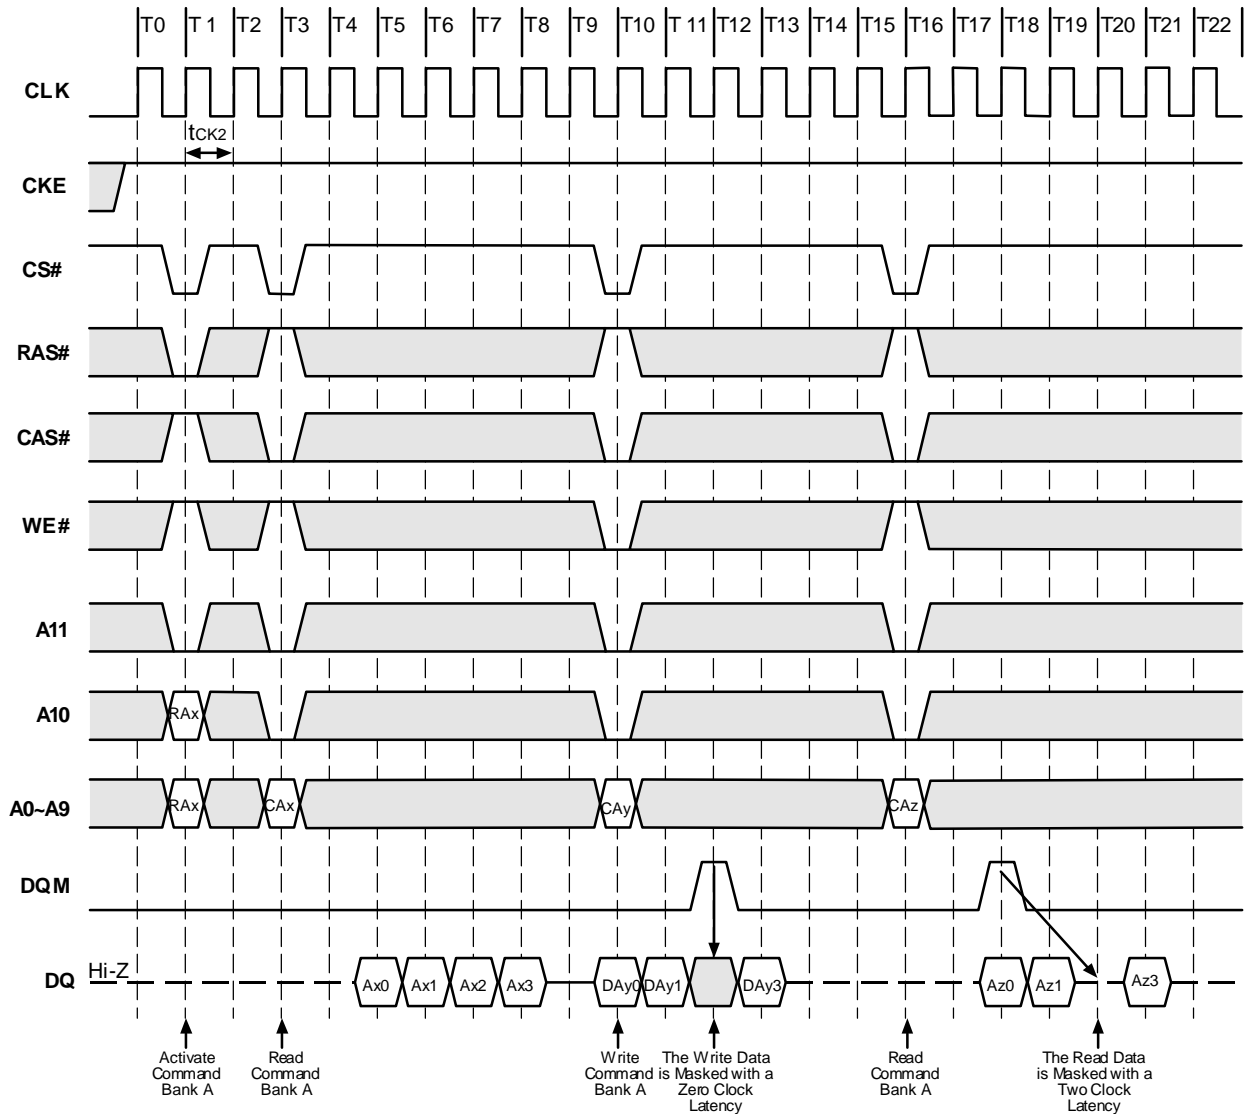 T0 T 1 T2 T3 T4 T5 T6 T7 T8 T9 T10 T 11 T12 T13 T14 T15 T16 T17 T18 T19 T20 T21 T22
CLK
tCK2
CKE
CS#
RAS#
CAS#
WE#
A11
A10 RAx
A0~A9 RAx CAx CAy CAz
DQM
DQ Hi-Z Ax0 Ax1 Ax2 Ax3 DAy0 DAy1 DAy3 Az0 Az1 Az3
Activate
Command
Bank A
Read
Command
Bank A
Write
Command
Bank A
The Write Data
is Masked with a
Zero Clock
Latency
Read
Command
Bank A
The Read Data
is Masked with a
Two Clock
Latency